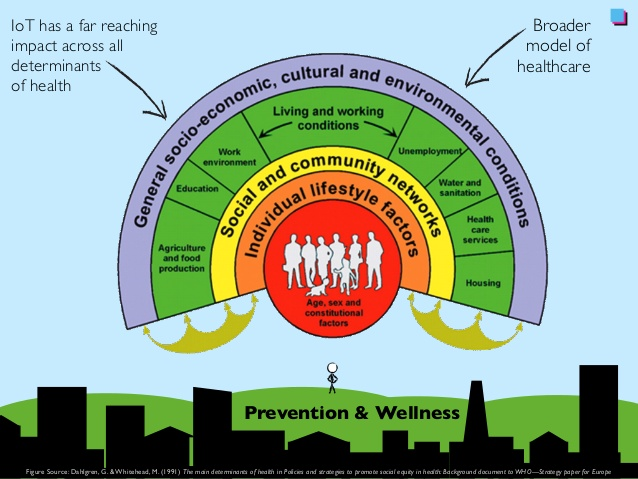 IoT has a far reaching
impact across all
determinants
of health
Broader
model of
healthcare
General socio-economic, cultural and environmental conditions
Living and working
conditions
Work
environment
Unemployment
Education
Water and
sanitation
Agriculture
and food
production
Health
care
services
Housing
Social and community networks
Individual lifestyle factors
Age, sex and
constitutional
factors
Prevention & Wellness
Figure Source: Dahlgren, G. & Whitehead, M. (1991) The main determinants of health in Policies and strategies to promote social equity in health: Background document to WHO—Strategy paper for Europe